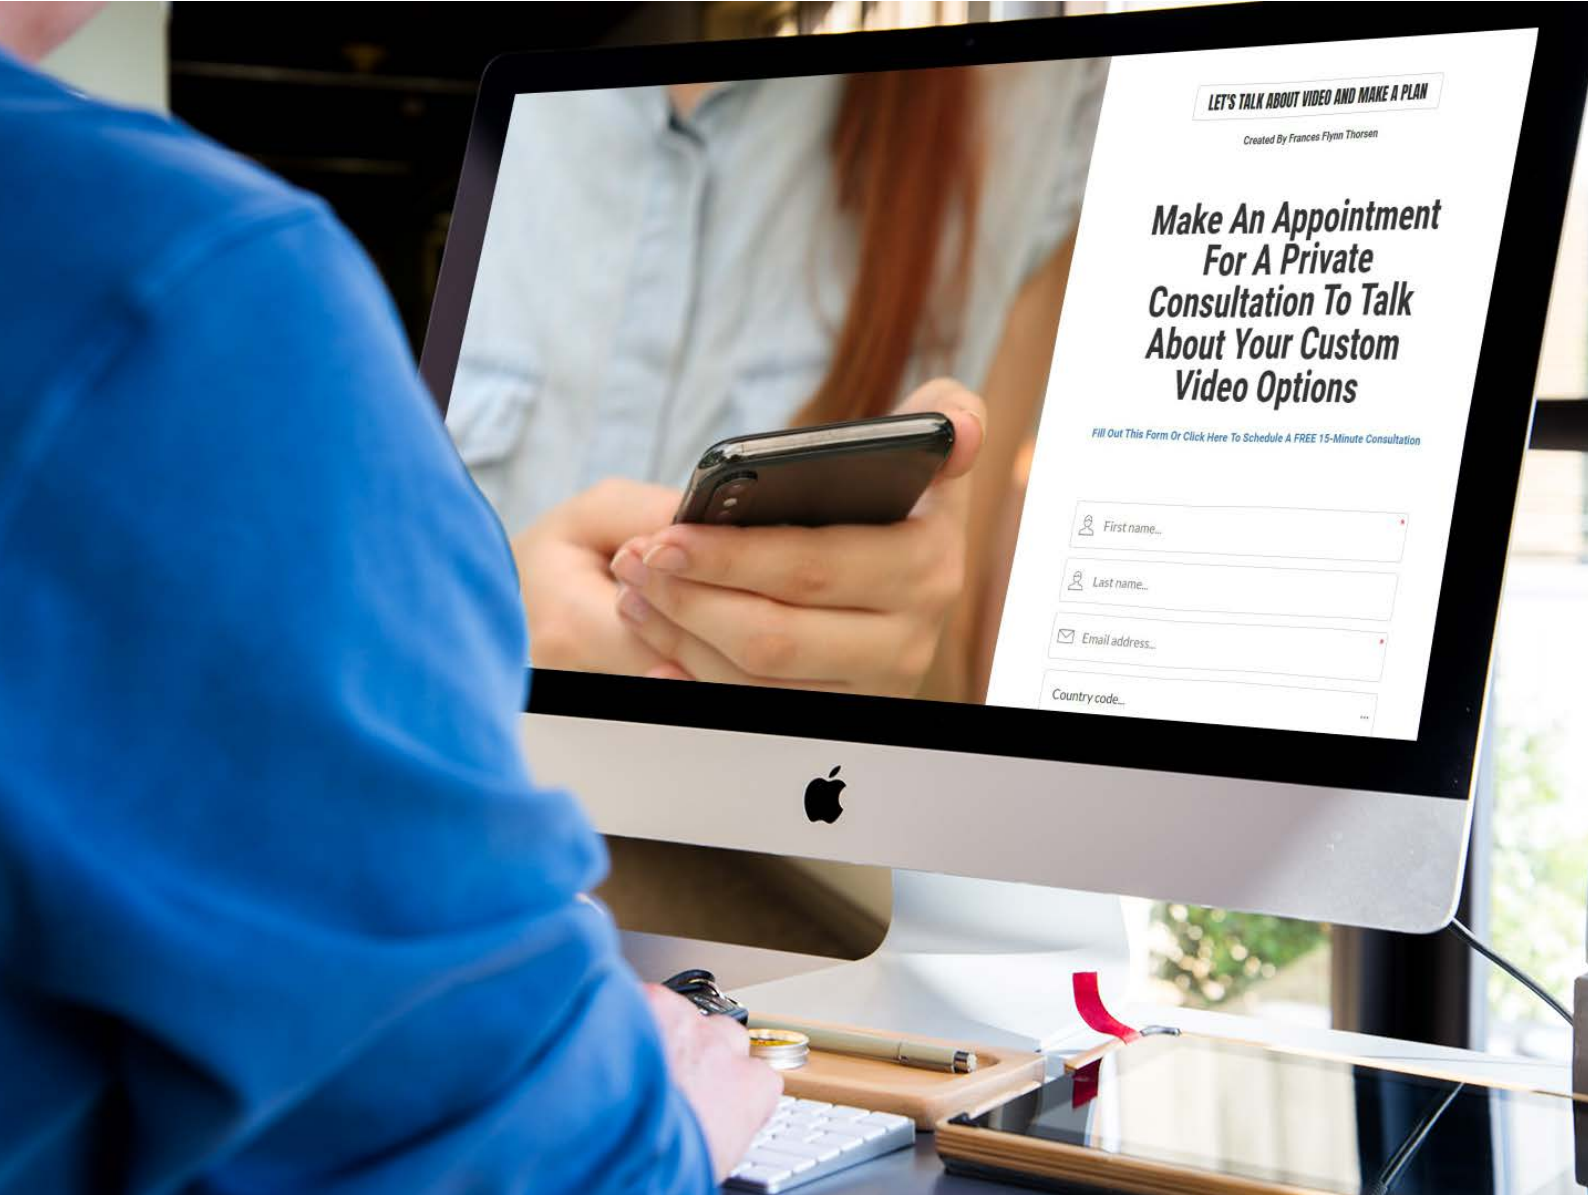 LET'S TALK ABOUT VIDEO AND MAKE A PLAN
Created By Frances Flynn Thorsen
Make An Appointment
For A Private
Consultation To Talk
About Your Custom
Video Options
Fill Out This Form Or Click Here To Schedule A FREE 15-Minute Consultation
First name...
*
Last name...
Email address...
*
Country code...
...